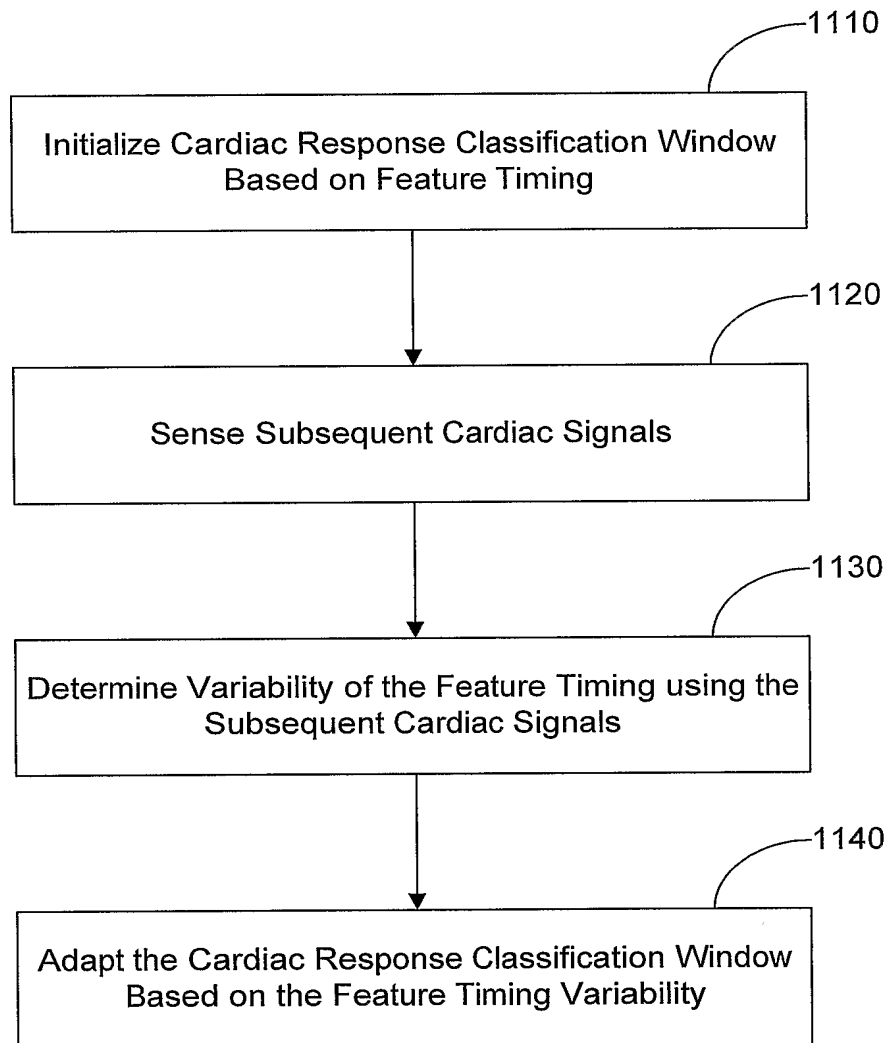 1110
Initialize Cardiac Response Classification Window
Based on Feature Timing
1120
Sense Subsequent Cardiac Signals
1130
Determine Variability of the Feature Timing using the
Subsequent Cardiac Signals
1140
Adapt the Cardiac Response Classification Window
Based on the Feature Timing Variability